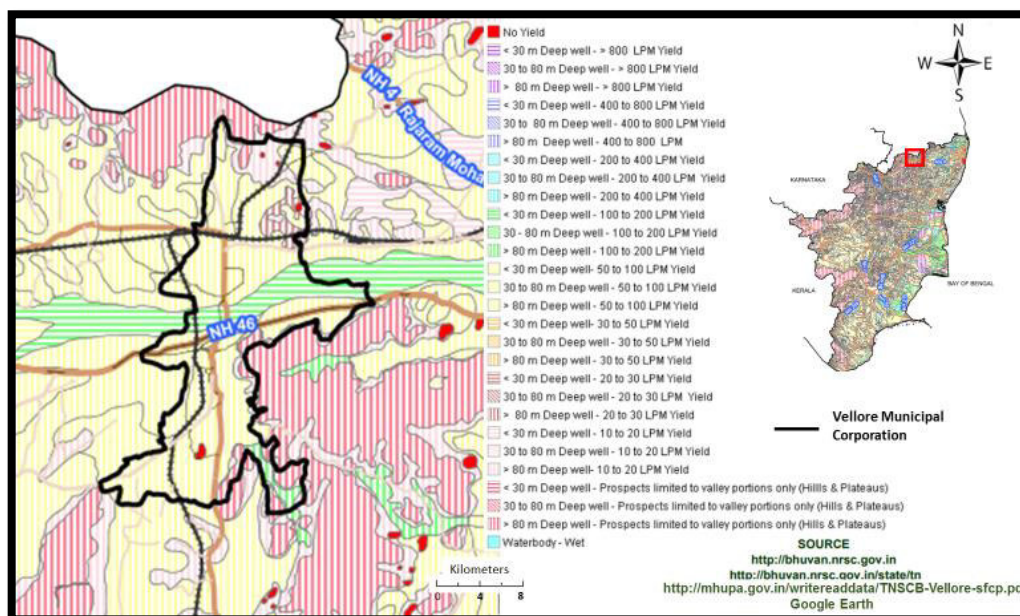 NH 4 Rajaram Moha
NH 46
Kilometers
0 4 8
No Yield
< 30 m Deep well - > 800 LPM Yield
30 to 80 m Deep well - > 800 LPM Yield
> 80 m Deep well - > 800 LPM Yield
< 30 m Deep well - 400 to 800 LPM Yield
30 to 80 m Deep well - 400 to 800 LPM Yield
> 80 m Deep well - 400 to 800 LPM
< 30 m Deep well - 200 to 400 LPM Yield
30 to 80 m Deep well - 200 to 400 LPM Yield
> 80 m Deep well - 200 to 400 LPM Yield
< 30 m Deep well - 100 to 200 LPM Yield
30 - 80 m Deep well - 100 to 200 LPM Yield
> 80 m Deep well - 100 to 200 LPM Yield
< 30 m Deep well- 50 to 100 LPM Yield
30 to 80 m Deep well - 50 to 100 LPM Yield
> 80 m Deep well - 50 to 100 LPM Yield
< 30 m Deep well- 30 to 50 LPM Yield
30 to 80 m Deep well - 30 to 50 LPM Yield
> 80 m Deep well - 30 to 50 LPM Yield
< 30 m Deep well - 20 to 30 LPM Yield
30 to 80 m Deep well - 20 to 30 LPM Yield
> 80 m Deep well - 20 to 30 LPM Yield
< 30 m Deep well - 10 to 20 LPM Yield
30 to 80 m Deep well - 10 to 20 LPM Yield
> 80 m Deep well- 10 to 20 LPM Yield
< 30 m Deep well - Prospects limited to valley portions only (Hillls & Plateaus)
30 to 80 m Deep well - Prospects limited to valley portions only (Hills & Plateaus)
> 80 m Deep well - Prospects limited to valley portions only (Hills & Plateaus)
Waterbody - Wet
N
W E
S
KARNATAKA
KERALA
BAY OF BENGAL
Vellore Municipal
Corporation
SOURCE
http://bhuvan.nrsc.gov.in
http://bhuvan.nrsc.gov.in/state/tn
http://mhupa.gov.in/writereaddata/TNSCB-Vellore-sfcp.pc
Google Earth